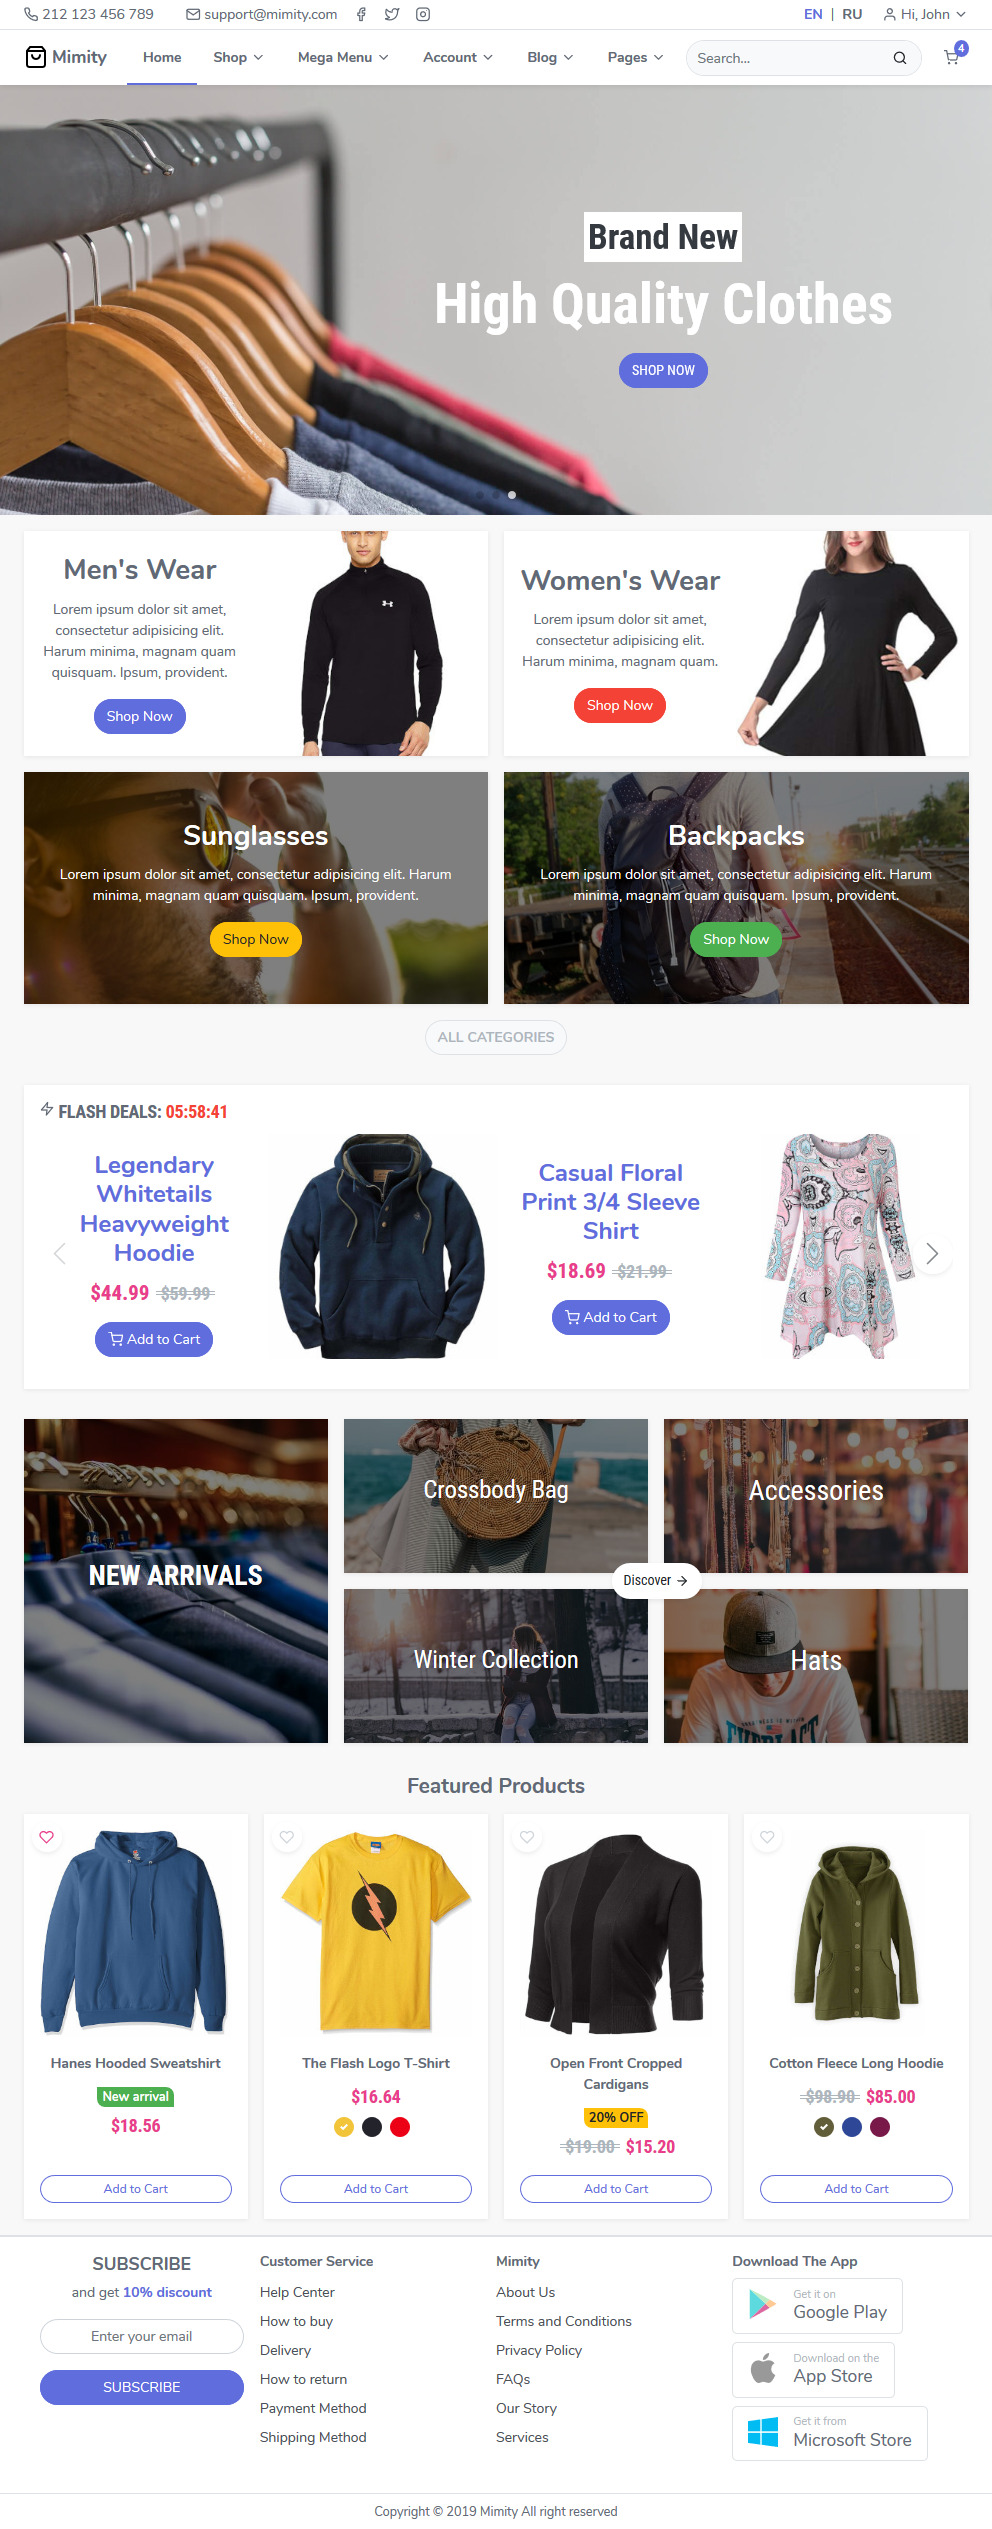 212 123 456 789 support@mimity.com EN | RU Hi, John
Mimity Home Shop Mega Menu Account Blog Pages Search... 4
Brand New
High Quality Clothes
SHOP NOW
Men's Wear
Lorem ipsum dolor sit amet,
consectetur adipisicing elit.
Harum minima, magnam quam
quisquam. Ipsum, provident.
Shop Now
Women's Wear
Lorem ipsum dolor sit amet,
consectetur adipisicing elit.
Harum minima, magnam quam.
Shop Now
Sunglasses
Lorem ipsum dolor sit amet, consectetur adipisicing elit. Harum
minima, magnam quam quisquam. Ipsum, provident.
Shop Now
Backpacks
Lorem ipsum dolor sit amet, consectetur adipisicing elit. Harum
minima, magnam quam quisquam. Ipsum, provident.
Shop Now
ALL CATEGORIES
FLASH DEALS: 05:58:41
Legendary
Whitetails
Heavyweight
Hoodie
$44.99 $59.99
Add to Cart
Casual Floral
Print 3/4 Sleeve
Shirt
$18.69 $21.99
Add to Cart
NEW ARRIVALS
Crossbody Bag
Accessories
Discover
Winter Collection
Hats
EVERLAST
Featured Products
Hanes Hooded Sweatshirt
New arrival
$18.56
Add to Cart
The Flash Logo T-Shirt
$16.64
Add to Cart
Open Front Cropped
Cardigans
20% OFF
$19.00 $15.20
Add to Cart
Cotton Fleece Long Hoodie
$98.90 $85.00
Add to Cart
SUBSCRIBE
and get 10% discount
Enter your email
SUBSCRIBE
Customer Service
Help Center
How to buy
Delivery
How to return
Payment Method
Shipping Method
Mimity
About Us
Terms and Conditions
Privacy Policy
FAQs
Our Story
Services
Download The App
Get it on
Google Play
Download on the
App Store
Get it from
Microsoft Store
Copyright © 2019 Mimity All right reserved